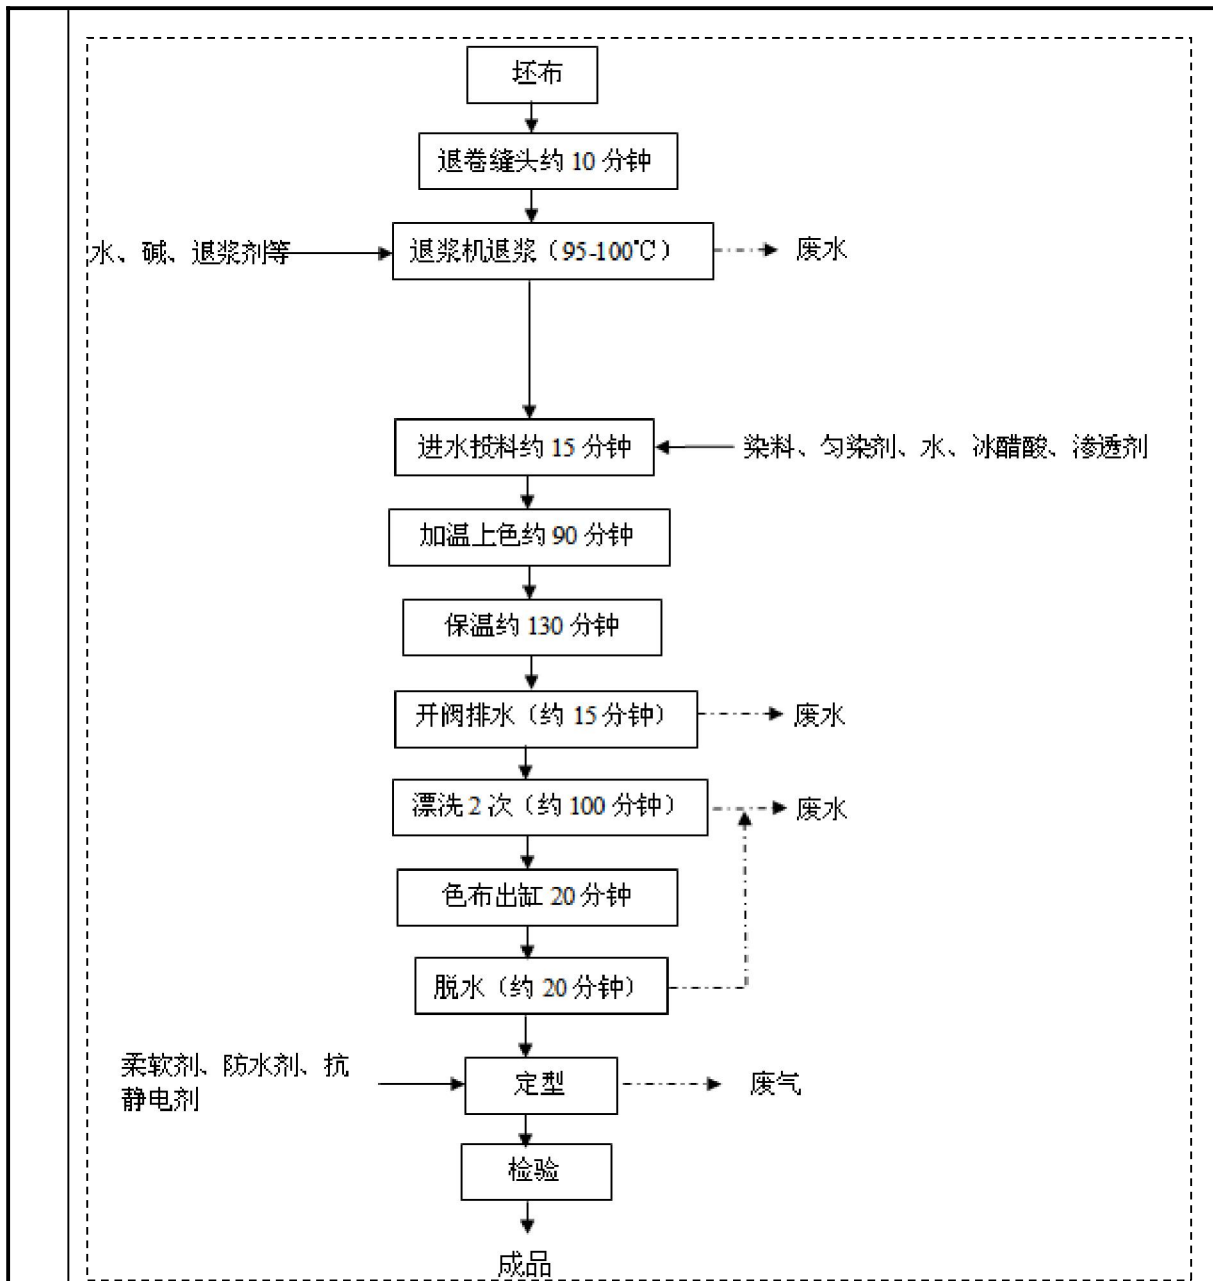 坯布
退卷缝头约 10 分钟
水、碱、退浆剂等
退浆机退浆（95-100℃）
废水
进水投料约 15 分钟
染料、匀染剂、水、冰醋酸、渗透剂
加温上色约 90 分钟
保温约 130 分钟
开阀排水（约 15 分钟）
废水
漂洗 2 次（约 100 分钟）
废水
色布出缸 20 分钟
脱水（约 20 分钟）
柔软剂、防水剂、抗
静电剂
定型
废气
检验
成品